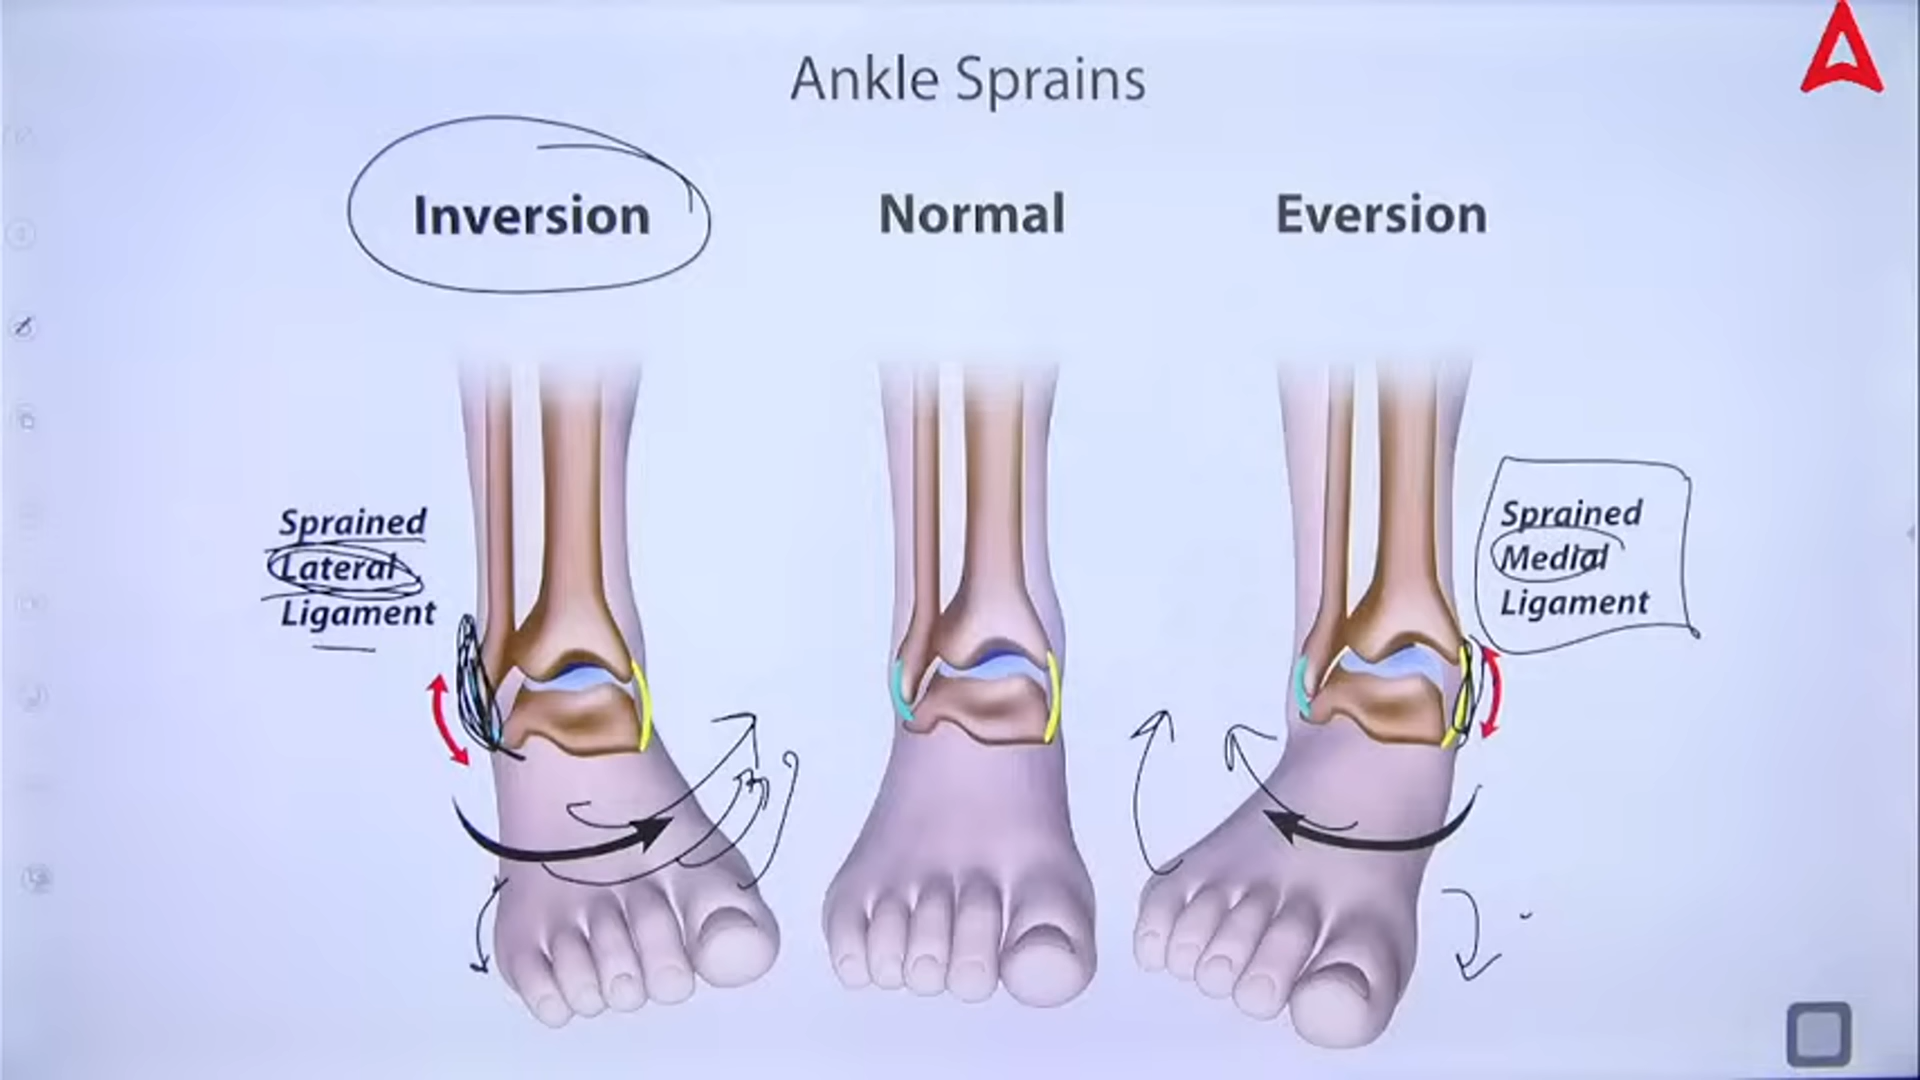 Ankle Sprains
Inversion
Normal
Eversion
Sprained
Lateral
Ligament
Sprained
Medial
Ligament